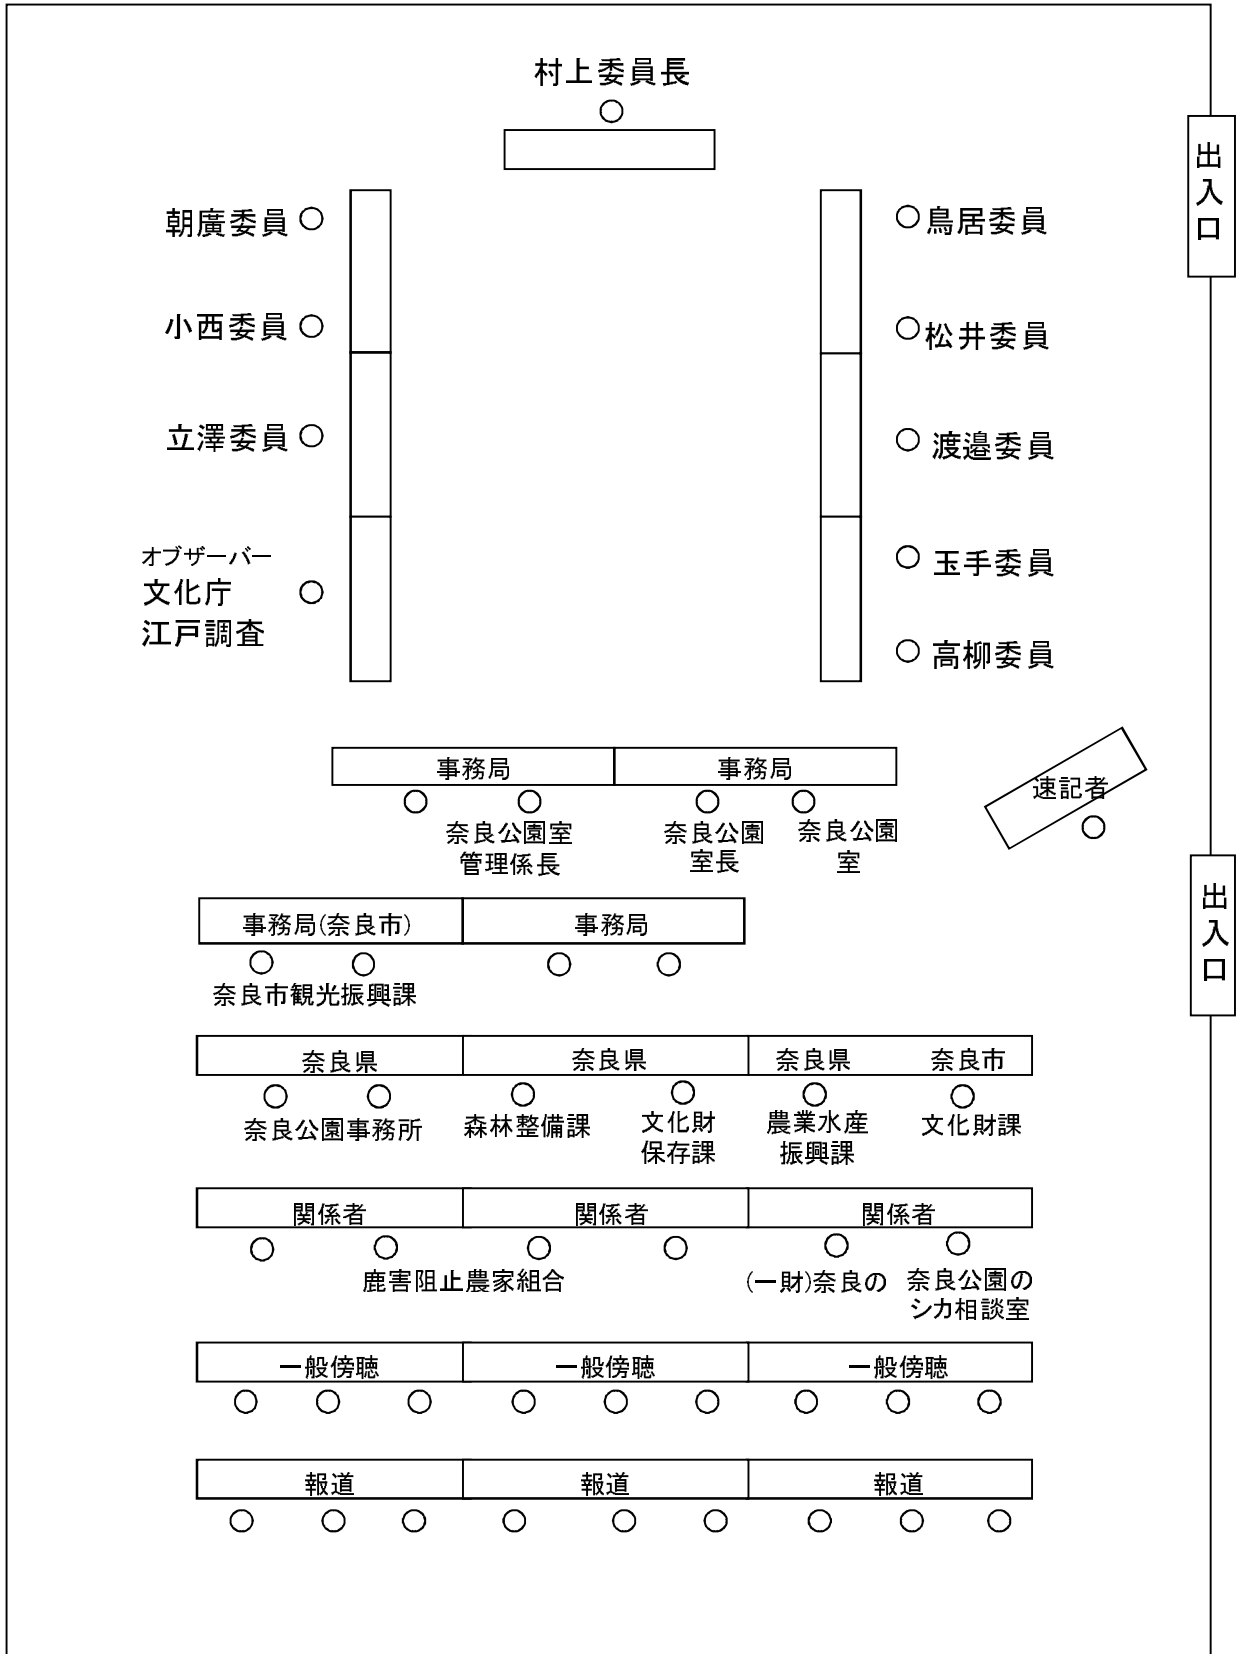 村上委員長
出入口
朝廣委員
鳥居委員
小西委員
松井委員
立澤委員
渡邉委員
オブザーバー
文化庁
江戸調査
玉手委員
高柳委員
事務局
事務局
速記者
奈良公園室
管理係長
奈良公園
室長
奈良公園
室
出入口
事務局(奈良市)
事務局
奈良市観光振興課
奈良県
奈良県
奈良県
奈良市
奈良公園事務所
森林整備課
文化財
保存課
農業水産
振興課
文化財課
関係者
関係者
関係者
鹿害阻止農家組合
(一財)奈良の
奈良公園の
シカ相談室
一般傍聴
一般傍聴
一般傍聴
報道
報道
報道